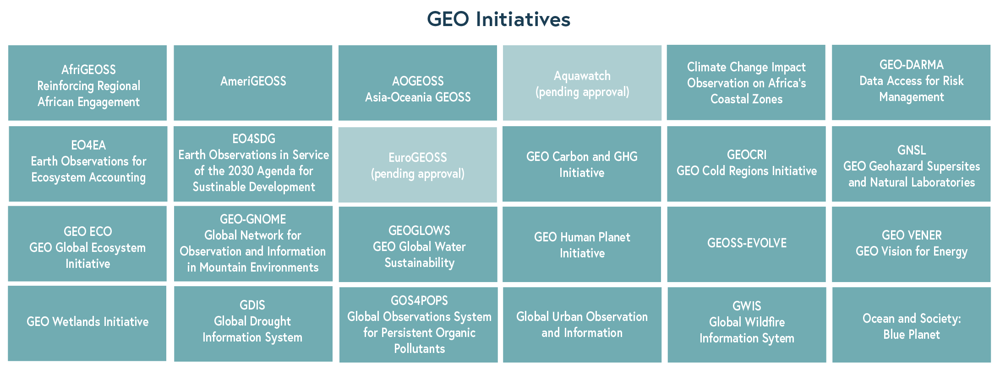 GEO Initiatives
AfriGEOSS
Reinforcing Regional
African Engagement
AmeriGEOSS
AOGEOSS
Asia-Oceania GEOSS
Aquawatch
(pending approval)
Climate Change Impact
Observation on Africa's
Coastal Zones
GEO-DARMA
Data Access for Risk
Management
EO4EA
Earth Observations for
Ecosystem Accounting
EO4SDG
Earth Observations in Service
of the 2030 Agenda for
Sustinable Development
EuroGEOSS
(pending approval)
GEO Carbon and GHG
Initiative
GEOCRI
GEO Cold Regions Initiative
GNSL
GEO Geohazard Supersites
and Natural Laboratories
GEO ECO
GEO Global Ecosystem
Initiative
GEO-GNOME
Global Network for
Observation and Information
in Mountain Environments
GEOGLOWS
GEO Global Water
Sustainability
GEO Human Planet
Initiative
GEOSS-EVOLVE
GEO VENER
GEO Vision for Energy
GEO Wetlands Initiative
GDIS
Global Drought
Information System
GOS4POPS
Global Observations System
for Persistent Organic
Pollutants
Global Urban Observation
and Information
GWIS
Global Wildfire
Information Sytem
Ocean and Society:
Blue Planet